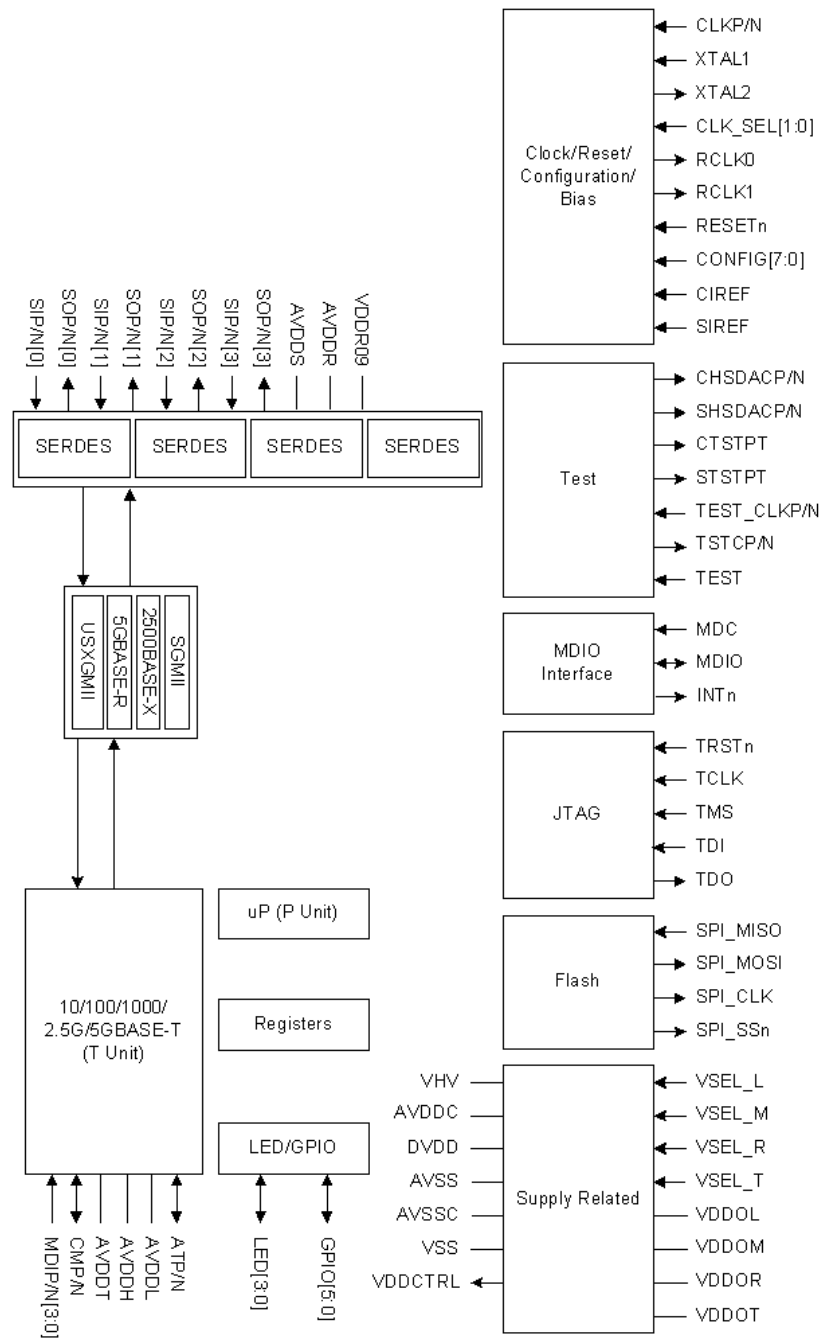 CLKP/N
XTAL1
XTAL2
CLK_SEL[1:0]
RCLK0
RCLK1
RESETn
CONFIG[7:0]
CIREF
SIREF
Clock/Reset/
Configuration/
Bias
SIP/N[0]
SOP/N[0]
SIP/N[1]
SOP/N[1]
SIP/N[2]
SOP/N[2]
SIP/N[3]
SOP/N[3]
AVDDS
AVDDR
VDDR09
SERDES
SERDES
SERDES
SERDES
CHSDACP/N
SHSDACP/N
CTSTPT
STSTPT
TEST_CLKP/N
TSTCP/N
TEST
Test
USXGMII
5GBASE-R
2500BASE-X
SGMII
MDIO
Interface
MDC
MDIO
INTn
JTAG
TRSTn
TCLK
TMS
TDI
TDO
10/100/1000/
2.5G/5GBASE-T
(T Unit)
uP (P Unit)
Registers
LED/GPIO
Flash
SPI_MISO
SPI_MOSI
SPI_CLK
SPI_SSn
MDIP/N[3:0]
CMP/N
AVDDT
AVDDH
AVDDL
ATP/N
LED[3:0]
GPIO[5:0]
VHV
AVDDC
DVDD
AVSS
AVSSC
VSS
VDDCTRL
Supply Related
VSEL_L
VSEL_M
VSEL_R
VSEL_T
VDDOL
VDDOM
VDDOR
VDDOT